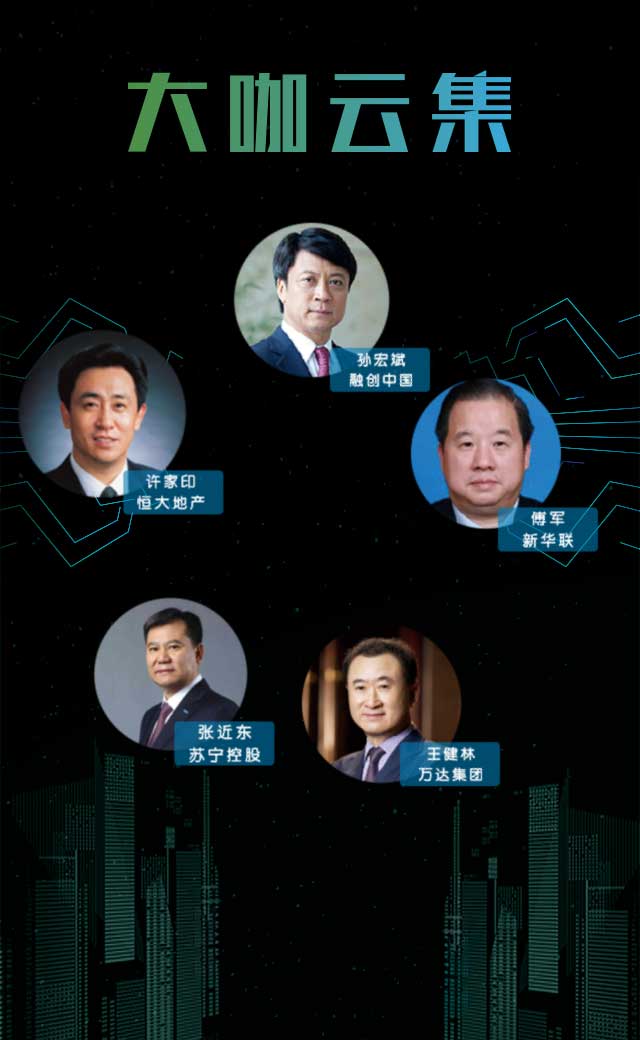 大咖云集
孙宏斌
融创中国
许家印
恒大地产
傅军
新华联
张近东
苏宁控股
王健林
万达集团